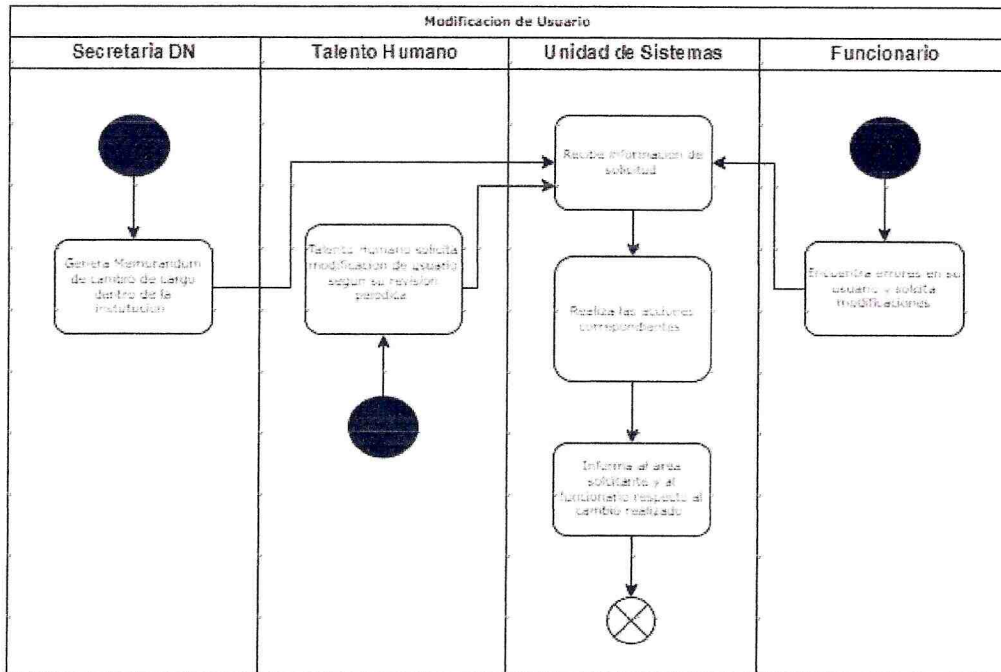 Modificacion de Usuario
Secretaria DN
Talento Humano
Unidad de Sistemas
Funcionario
Genera Memorandum
de cambio de cargo
dentro de la
institucion
Talento Humano solicita
modificacion de usuario
segun su revision
periodica
Recibe informacion de
solicitud
Realiza las acciones
correpondientes
Informa al area
solcitante y al
funcionario respecto al
cambio realizado
Encuentra errores en su
usuario y solicita
modificaciones